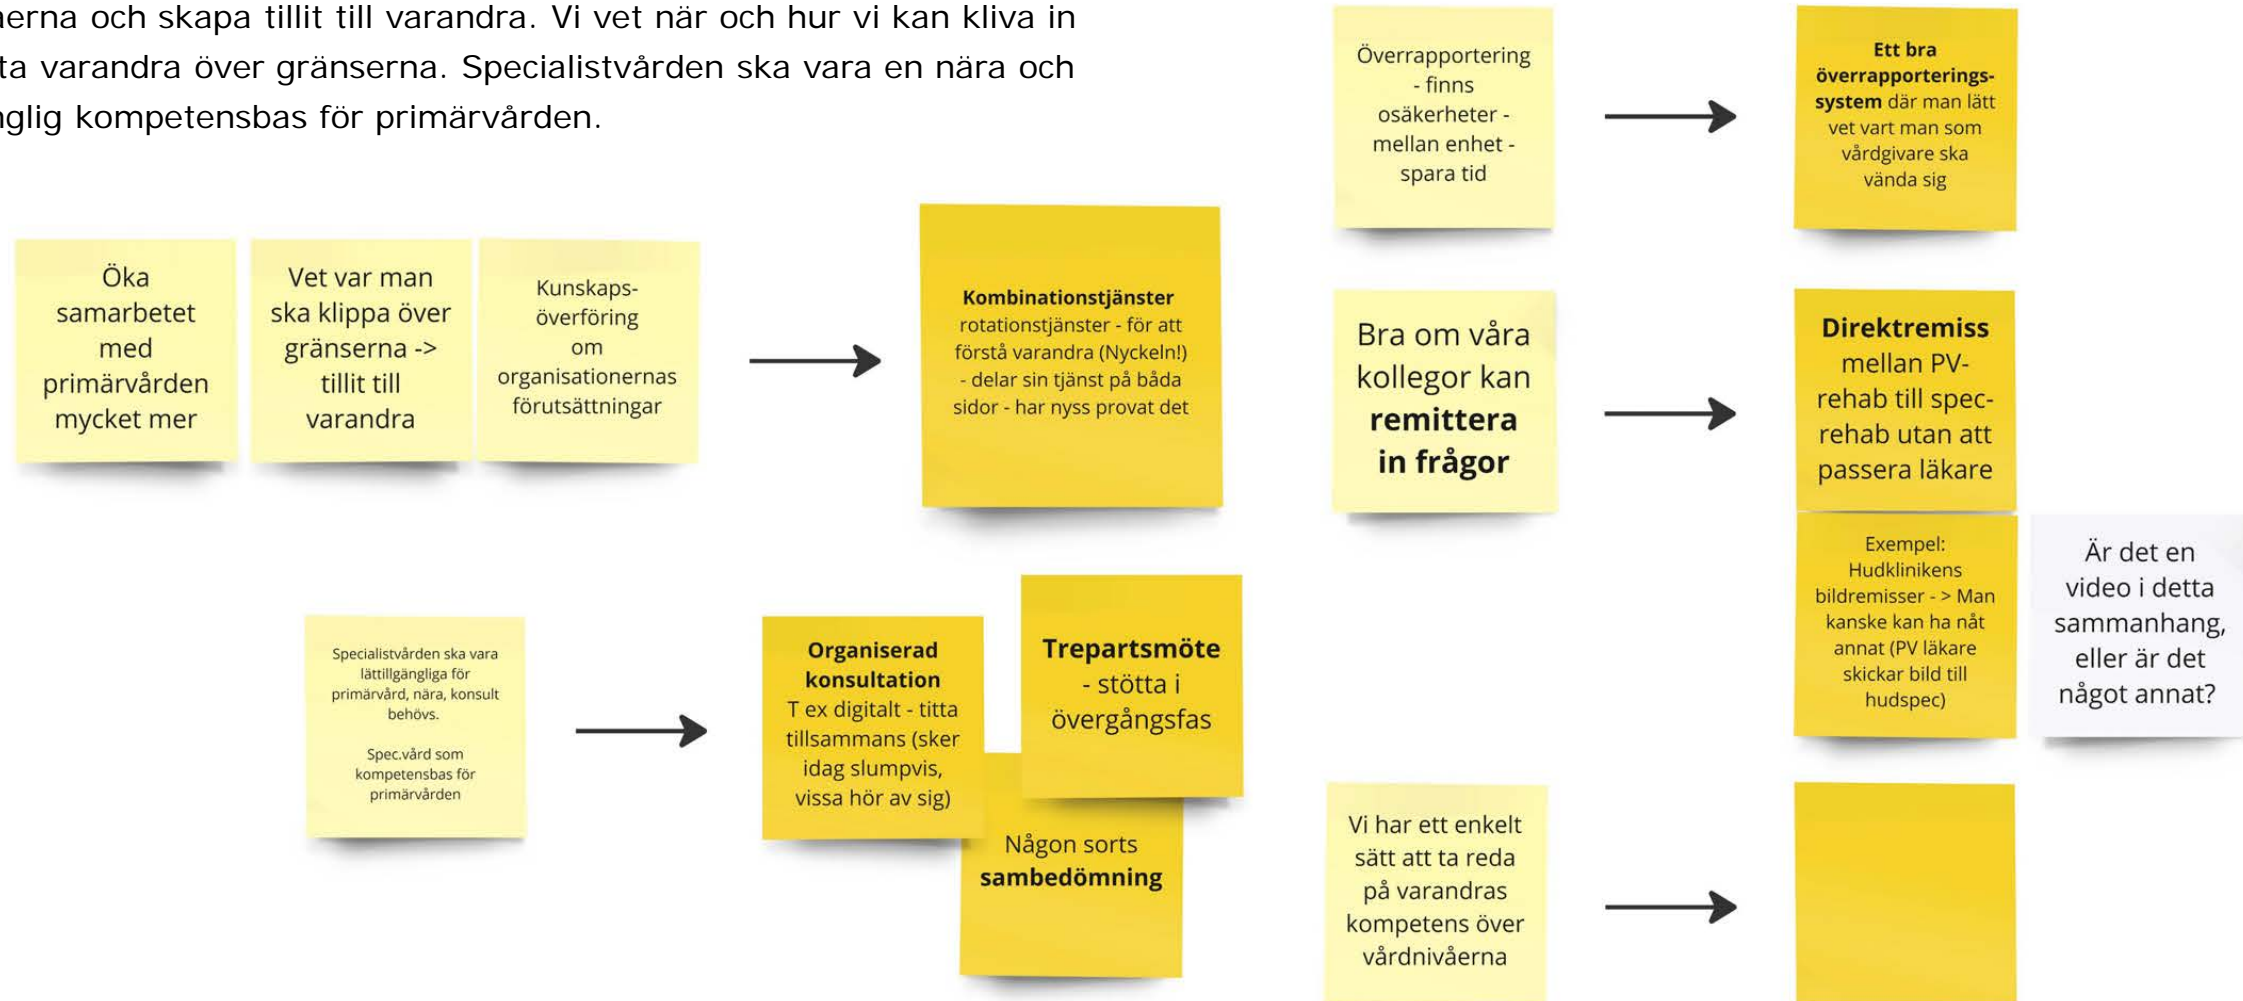 och skapa tillit till varandra. Vi vet när och hur vi kan kliva in
varandra över gränserna. Specialistvården ska vara en nära och
kompetensbas för primärvården.
Öka
samarbetet
med
primärvården
mycket mer
Vet var man
ska klippa över
gränserna ->
tillit till
varandra
Kunskaps-
överföring
om
organisationernas
förutsättningar
Kombinationstjänster
rotationstjänster - för att
förstå varandra (Nyckeln!)
- delar sin tjänst på båda
sidor - har nyss provat det
Specialistvården ska vara
lättillgängliga för
primärvård, nära, konsult
behövs.
Spec.vård som
kompetensbas för
primärvården
Organiserad
konsultation
T ex digitalt - titta
tillsammans (sker
idag slumpvis,
vissa hör av sig)
Trepartsmöte
- stötta i
övergångsfas
Någon sorts
sambedömning
Överrapportering
- finns
osäkerheter -
mellan enhet -
spara tid
Ett bra
överrapporterings-
system där man lätt
vet vart man som
vårdgivare ska
vända sig
Bra om våra
kollegor kan
remittera
in frågor
Direktremiss
mellan PV-
rehab till spec-
rehab utan att
passera läkare
Exempel:
Hudklinikens
bildremisser - > Man
kanske kan ha nåt
annat (PV läkare
skickar bild till
hudspec)
Är det en
video i detta
sammanhang,
eller är det
något annat?
Vi har ett enkelt
sätt att ta reda
på varandras
kompetens över
vårdnivåerna